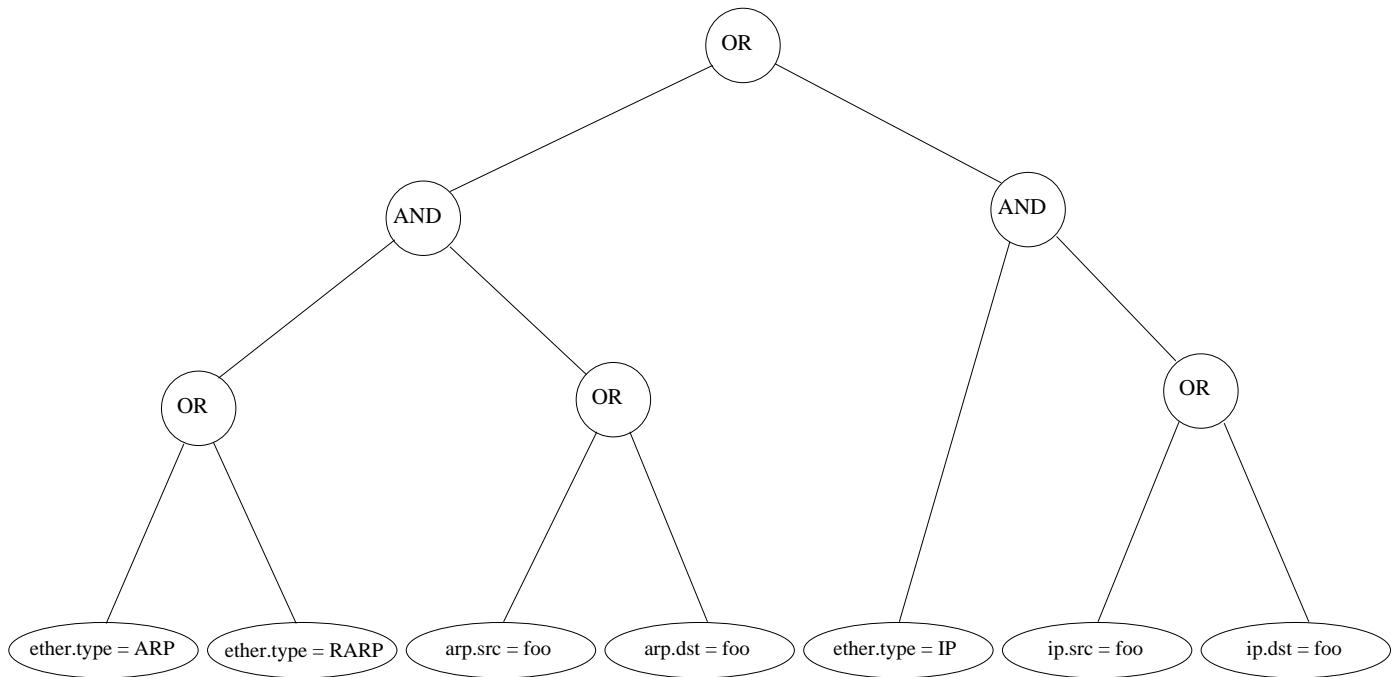 OR
AND
AND
OR
OR
OR
ether.type = ARP
ether.type = RARP
arp.src = foo
arp.dst = foo
ether.type = IP
ip.src = foo
ip.dst = foo